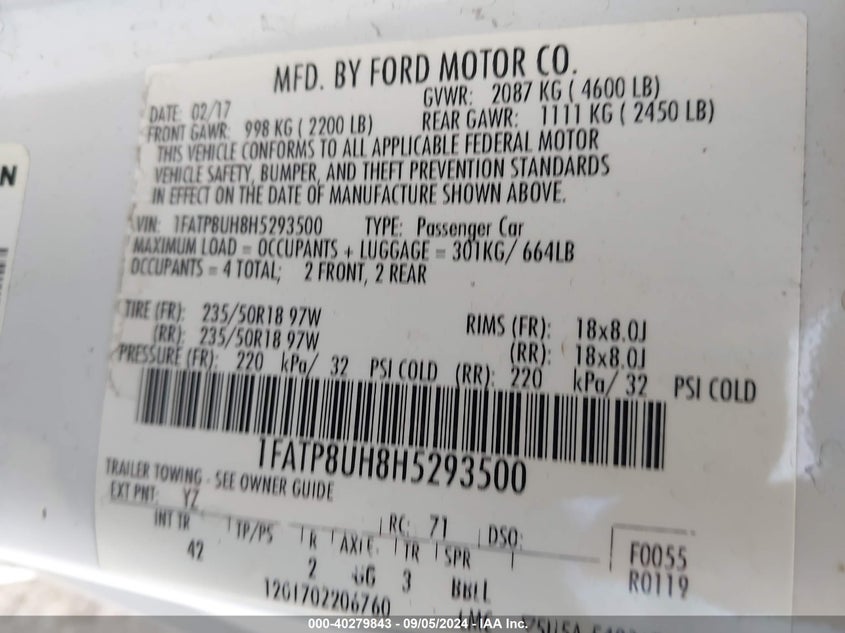 MFD. BY FORD MOTOR CO.
DATE: 02/17 GVWR: 2087 KG ( 4600 LB)
FRONT GAWR: 998 KG ( 2200 LB) REAR GAWR: 1111 KG ( 2450 LB)
THIS VEHICLE CONFORMS TO ALL APPLICABLE FEDERAL MOTOR
VEHICLE SAFETY, BUMPER, AND THEFT PREVENTION STANDARDS
IN EFFECT ON THE DATE OF MANUFACTURE SHOWN ABOVE.
VIN: 1FATP8UH8H5293500 TYPE: Passenger Car
MAXIMUM LOAD = OCCUPANTS + LUGGAGE = 301KG/ 664LB
OCCUPANTS = 4 TOTAL; 2 FRONT, 2 REAR
TIRE (FR): 235/50R18 97W RIMS (FR): 18x8.0J
(RR): 235/50R18 97W (RR): 18x8.0J
PRESSURE (FR): 220 kPa/ 32 PSI COLD (RR): 220 kPa/ 32 PSI COLD
1FATP8UH8H5293500
TRAILER TOWING - SEE OWNER GUIDE
EXT PNT: YZ RC: 71 DSO:
INT TR TP/PS R AXLE TR SPR F0055
42 2 GG 3 BBLL R0119
12G1702206760
N
000-40279843 - 09/05/2024 - IAA Inc.